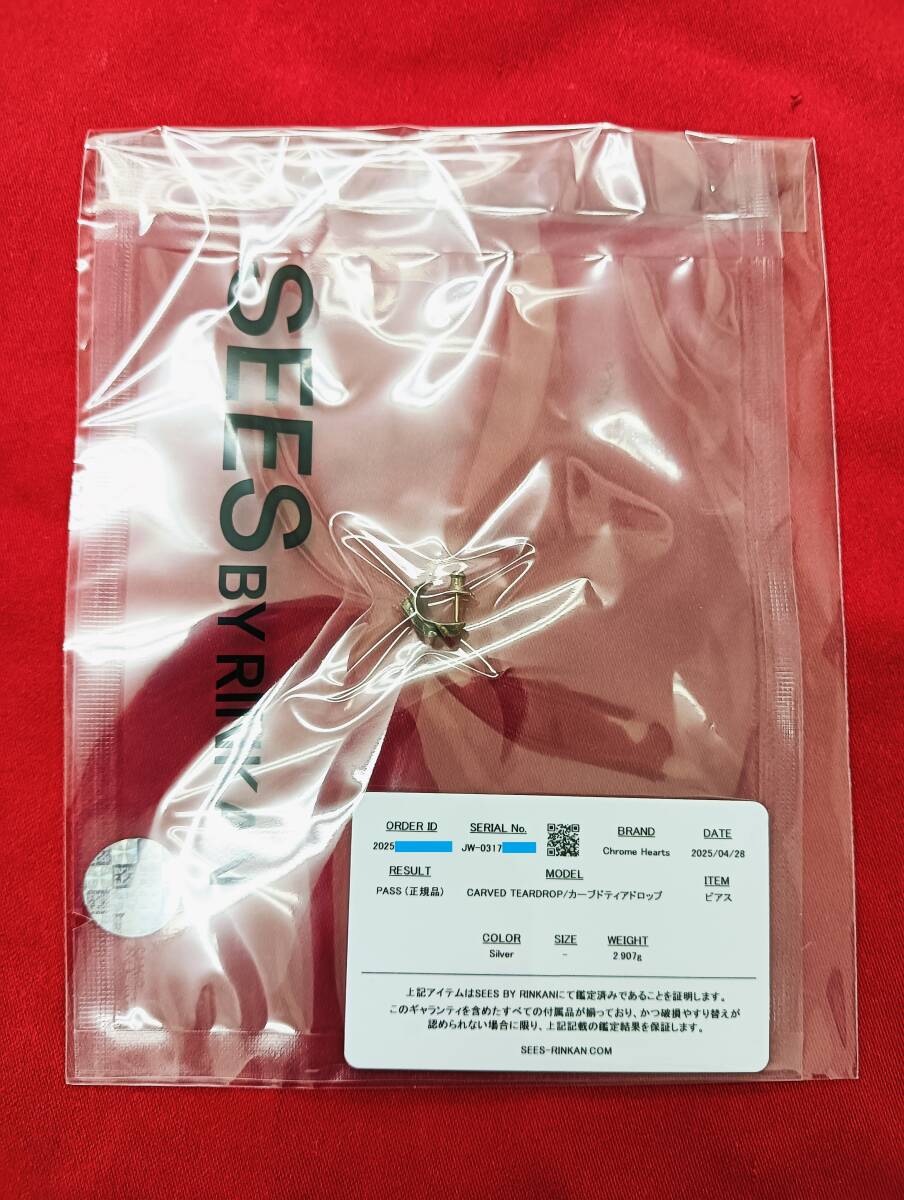 SEES BY RINKAN
ORDER ID SERIAL No. BRAND DATE
2025 JW-0317 Chrome Hearts 2025/04/28
RESULT MODEL ITEM
PASS (正規品) CARVED TEARDROP/カーブドティアドロップ ピアス
COLOR SIZE WEIGHT
Silver - 2.907g
上記アイテムはSEES BY RINKANにて鑑定済みであることを証明します。
このギャランティを含めたすべての付属品が揃っており、かつ破損やすり替えが
認められない場合に限り、上記記載の鑑定結果を保証します。
SEES-RINKAN.COM